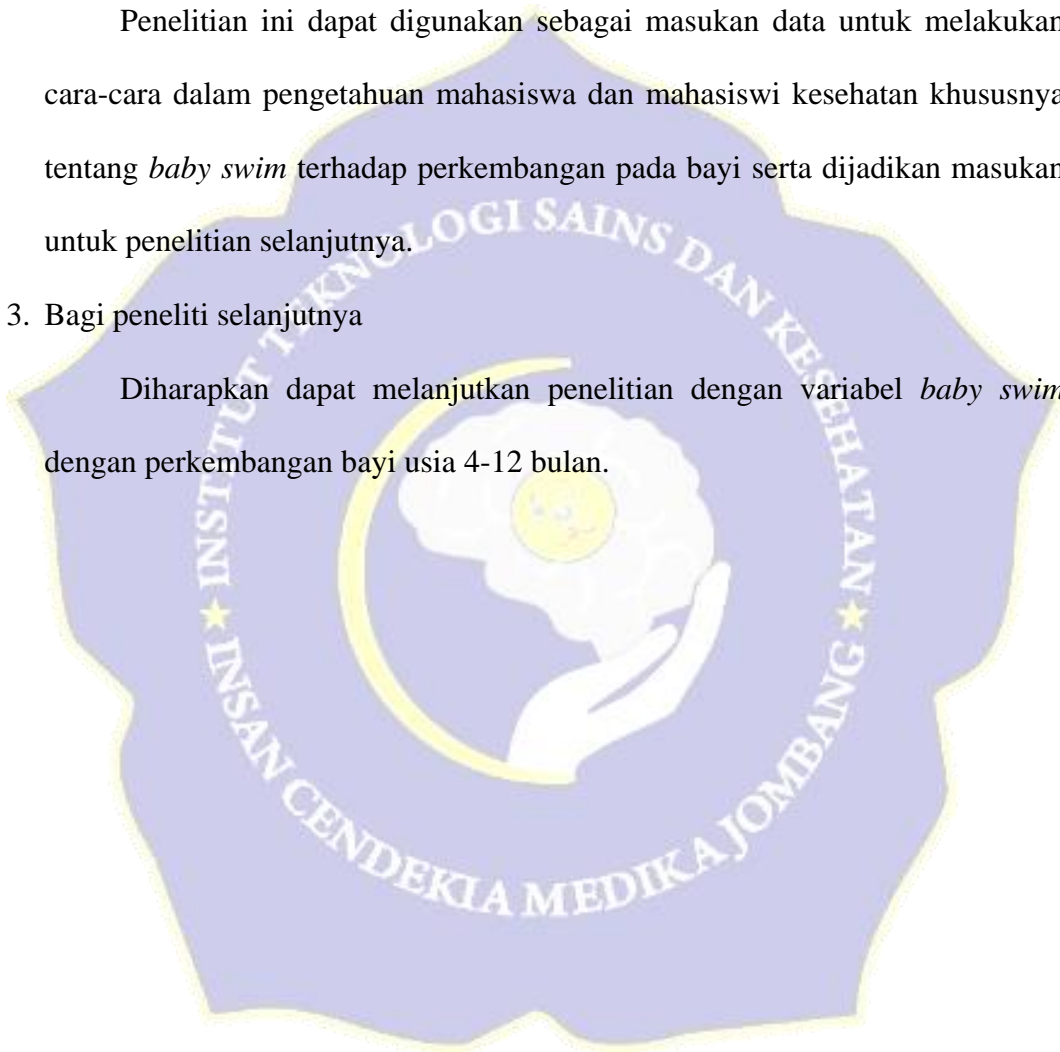 Penelitian ini dapat digunakan sebagai masukan data untuk melakukan
cara-cara dalam pengetahuan mahasiswa dan mahasiswi kesehatan khususnya
tentang baby swim terhadap perkembangan pada bayi serta dijadikan masukan
untuk penelitian selanjutnya.
3. Bagi peneliti selanjutnya
Diharapkan dapat melanjutkan penelitian dengan variabel baby swim
dengan perkembangan bayi usia 4-12 bulan.
INSTITUT TEKNOLOGI SAINS DAN KESEHATAN
INSAN CENDEKIA MEDIKA JOMBANG